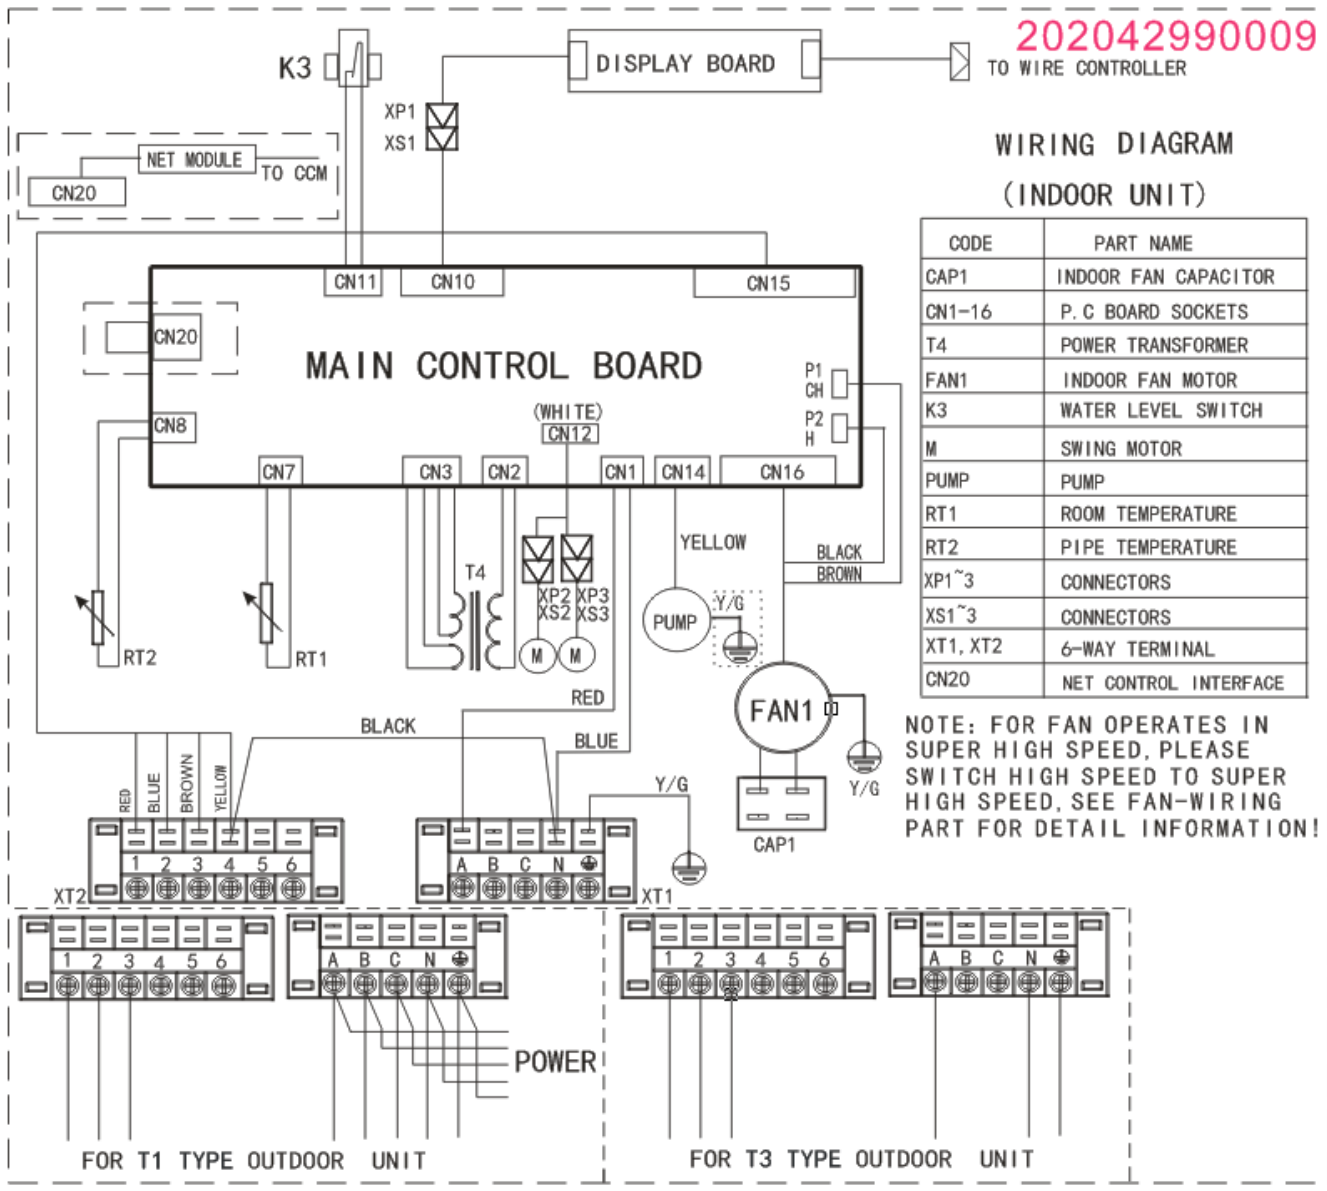 202042990009
K3
DISPLAY BOARD
TO WIRE CONTROLLER
XP1
XS1
NET MODULE
TO CCM
CN20
WIRING DIAGRAM
(INDOOR UNIT)
CODE PART NAME
CAP1 INDOOR FAN CAPACITOR
CN1-16 P.C BOARD SOCKETS
T4 POWER TRANSFORMER
FAN1 INDOOR FAN MOTOR
K3 WATER LEVEL SWITCH
M SWING MOTOR
PUMP PUMP
RT1 ROOM TEMPERATURE
RT2 PIPE TEMPERATURE
XP1~3 CONNECTORS
XS1~3 CONNECTORS
XT1, XT2 6-WAY TERMINAL
CN20 NET CONTROL INTERFACE
CN11 CN10 CN15
CN20
MAIN CONTROL BOARD
P1
CH
P2
H
(WHITE)
CN12
CN8
CN7 CN3 CN2 CN1 CN14 CN16
YELLOW
BLACK
BROWN
T4
XP2 XP3
XS2 XS3
Y/G
PUMP
RT2 RT1
M M
RED
FAN1
BLACK
BLUE
Y/G
Y/G
RED BLUE BROWN YELLOW
CAP1
NOTE: FOR FAN OPERATES IN
SUPER HIGH SPEED, PLEASE
SWITCH HIGH SPEED TO SUPER
HIGH SPEED, SEE FAN-WIRING
PART FOR DETAIL INFORMATION!
1 2 3 4 5 6
A B C N
XT2 XT1
1 2 3 4 5 6
A B C N
1 2 3 4 5 6
A B C N
POWER
FOR T1 TYPE OUTDOOR UNIT
FOR T3 TYPE OUTDOOR UNIT